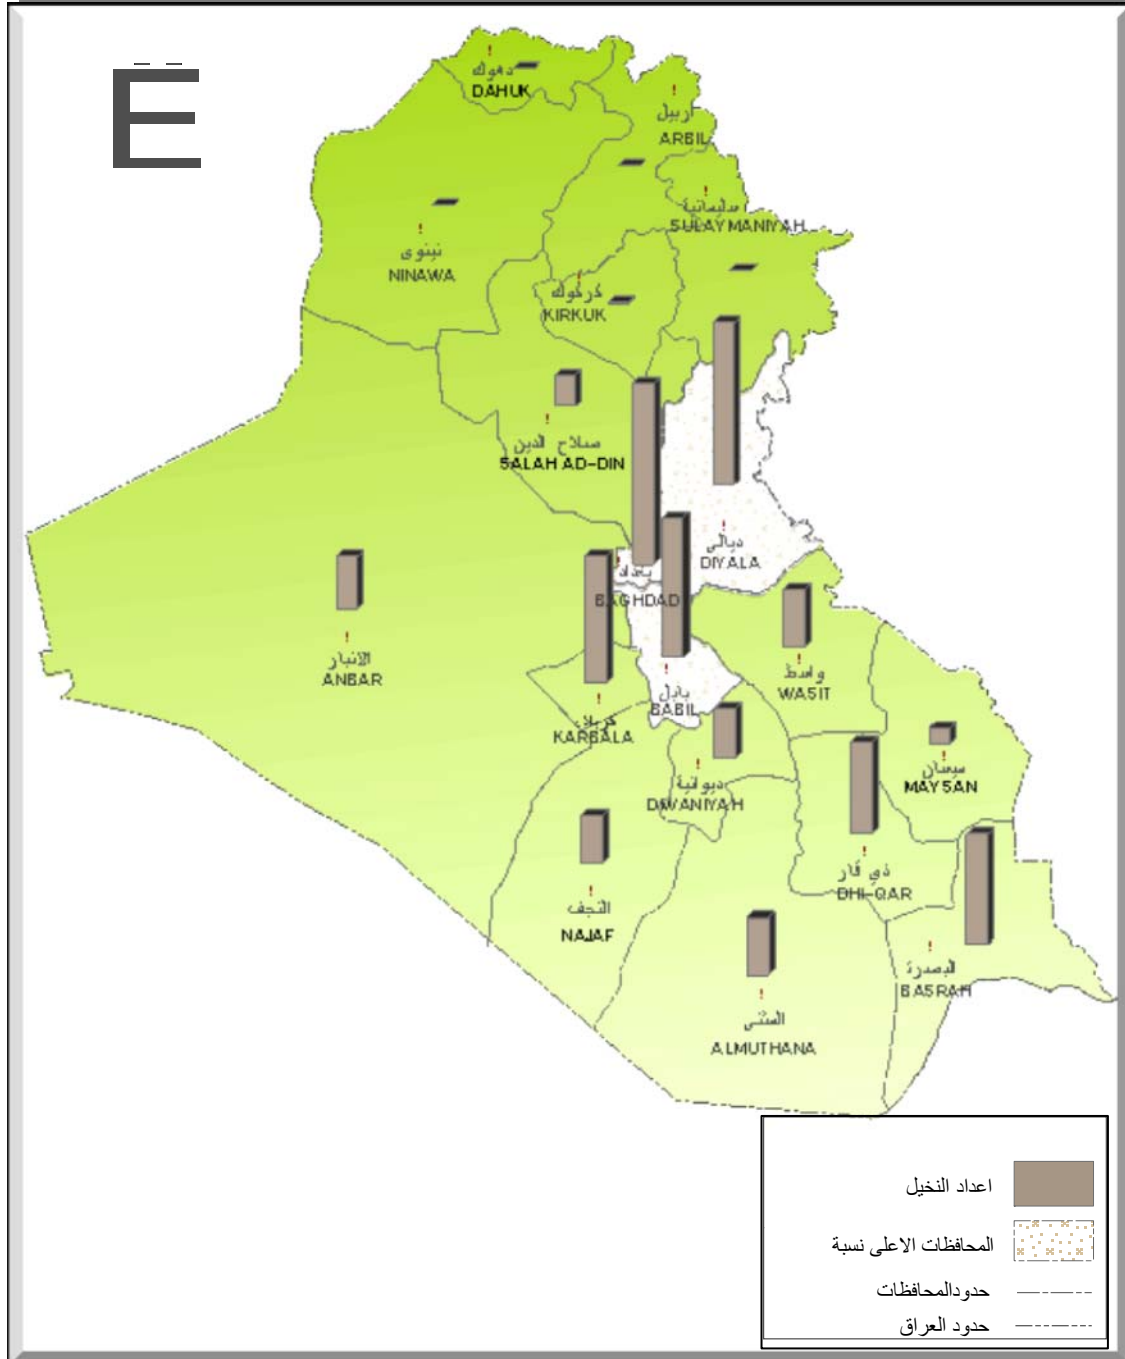 Ë
دهوك
DAHUK
اربيل
ARBIL
سليمانية
SULAYMANIYAH
نينوى
NINAWA
كركوك
KIRKUK
صلاح الدين
SALAH AD-DIN
ديالى
DIYALA
بغداد
BAGHDAD
الانبار
ANBAR
واسط
WASIT
بابل
BABIL
كربلاء
KARBALA
ديوانية
DIWANIYAH
ميسان
MAYSAN
ذي قار
DHI-QAR
النجف
NAJAF
البصرة
BASRAH
المثنى
ALMUTHANA
اعداد النخيل
المحافظات الاعلى نسبة
حدودالمحافظات
حدود العراق